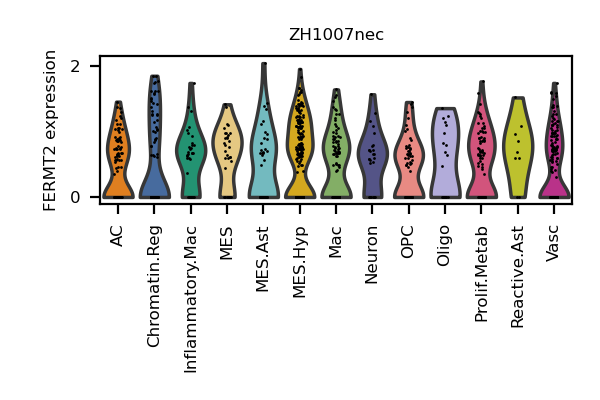 ZH1007nec
FERMT2 expression
2
0
AC
Chromatin.Reg
Inflammatory.Mac
MES
MES.Ast
MES.Hyp
Mac
Neuron
OPC
Oligo
Prolif.Metab
Reactive.Ast
Vasc